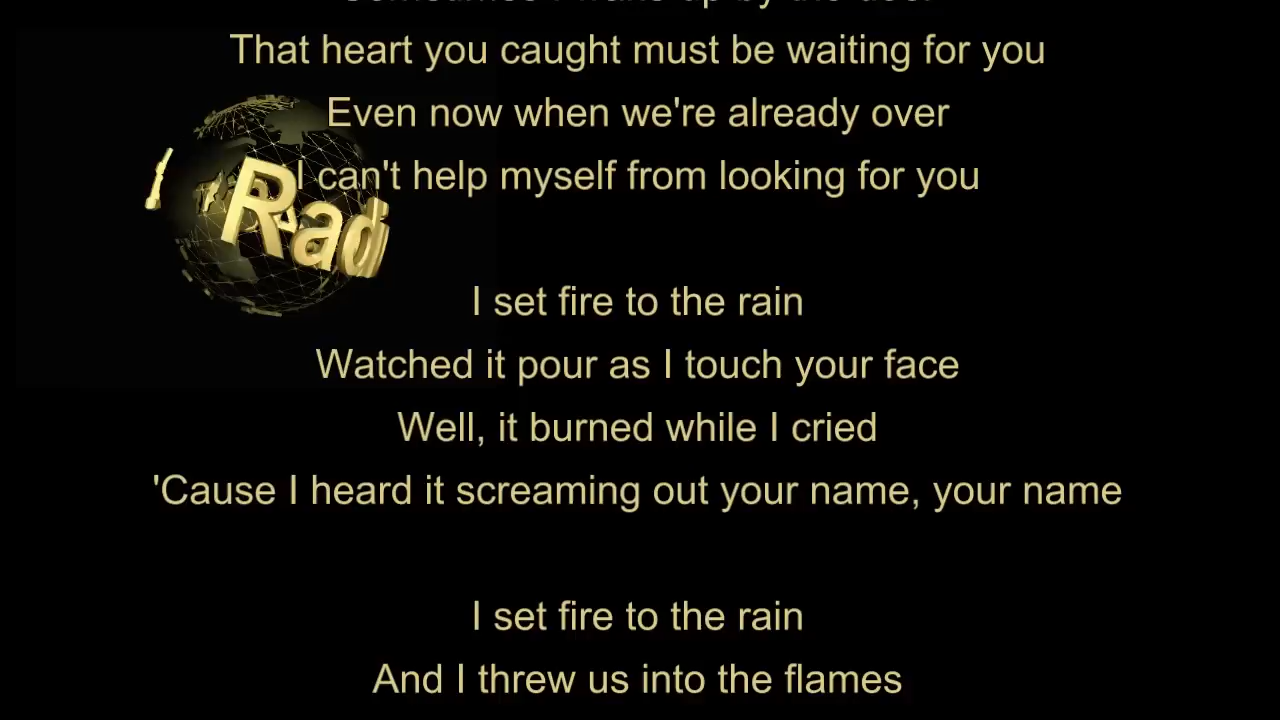 That heart you caught must be waiting for you
Even now when we're already over
I can't help myself from looking for you
Radi
I set fire to the rain
Watched it pour as I touch your face
Well, it burned while I cried
'Cause I heard it screaming out your name, your name
I set fire to the rain
And I threw us into the flames